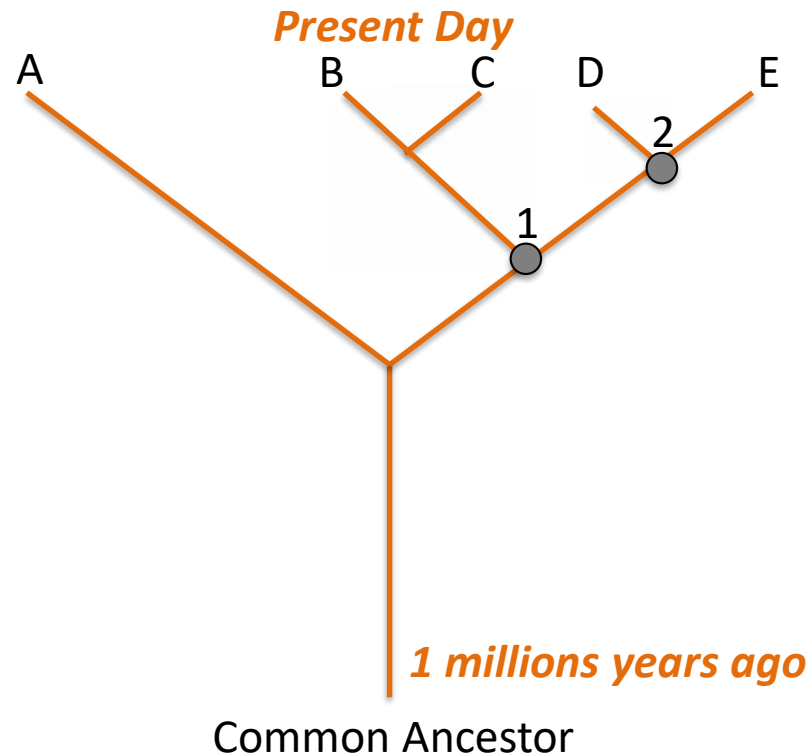 Present Day
A B C D E
2
1
1 millions years ago
Common Ancestor